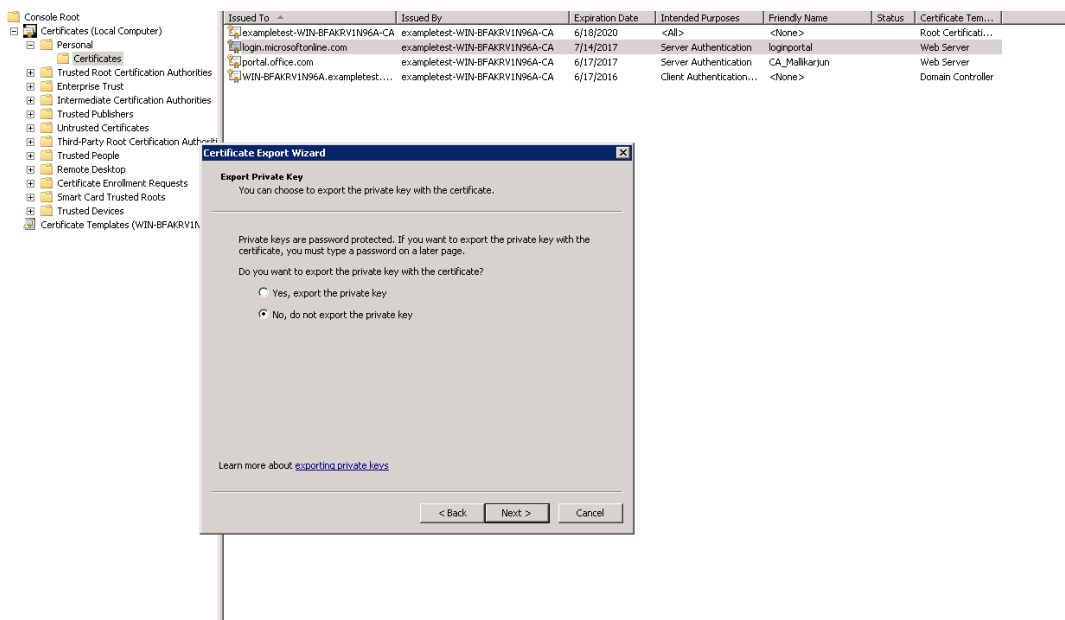 Console Root
Certificates (Local Computer)
Personal
Certificates
Trusted Root Certification Authorities
Enterprise Trust
Intermediate Certification Authorities
Trusted Publishers
Untrusted Certificates
Third-Party Root Certification Authoriti
Trusted People
Remote Desktop
Certificate Enrollment Requests
Smart Card Trusted Roots
Trusted Devices
Certificate Templates (WIN-BFAKRV1N
Issued To Issued By Expiration Date Intended Purposes Friendly Name Status Certificate Tem...
exampletest-WIN-BFAKRV1N96A-CA exampletest-WIN-BFAKRV1N96A-CA 6/18/2020 <All> <None> Root Certificati...
login.microsoftonline.com exampletest-WIN-BFAKRV1N96A-CA 7/14/2017 Server Authentication loginportal Web Server
portal.office.com exampletest-WIN-BFAKRV1N96A-CA 6/17/2017 Server Authentication CA_Mallikarjun Web Server
WIN-BFAKRV1N96A.exampletest.... exampletest-WIN-BFAKRV1N96A-CA 6/17/2016 Client Authentication... <None> Domain Controller
Certificate Export Wizard
Export Private Key
You can choose to export the private key with the certificate.
Private keys are password protected. If you want to export the private key with the
certificate, you must type a password on a later page.
Do you want to export the private key with the certificate?
Yes, export the private key
No, do not export the private key
Learn more about exporting private keys
< Back Next > Cancel